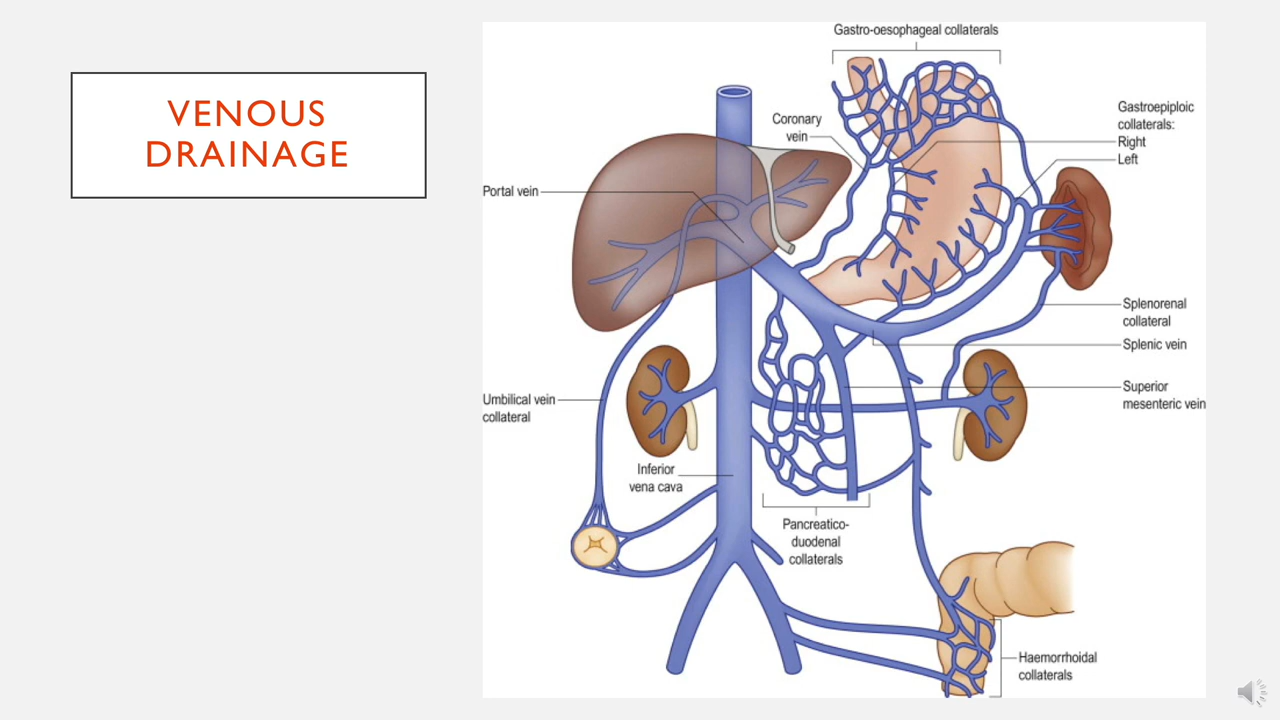 VENOUS
DRAINAGE
Gastro-oesophageal collaterals
Coronary
vein
Gastroepiploic
collaterals:
Right
Left
Portal vein
Splenorenal
collateral
Splenic vein
Superior
mesenteric vein
Umbilical vein
collateral
Inferior
vena cava
Pancreatico-
duodenal
collaterals
Haemorrhoidal
collaterals